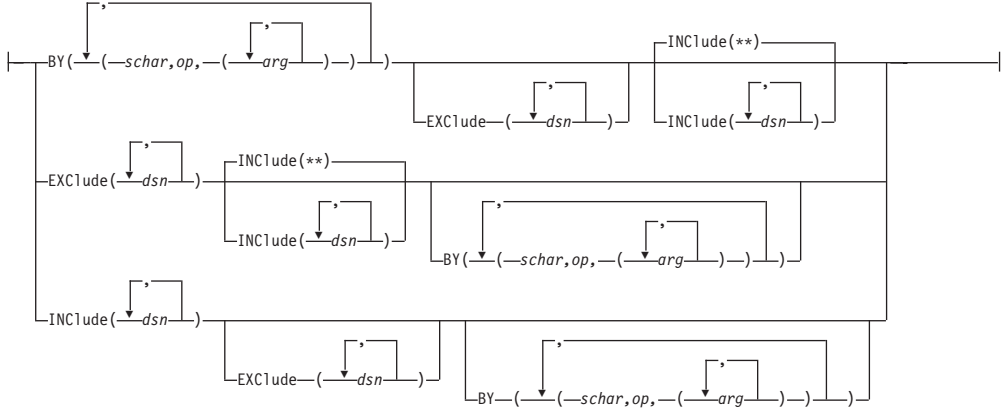 ,
, INCLude(**)
BY( (schar,op, ( arg ) ) )
, ,
EXClude ( dsn ) INCLude( dsn )
, INCLude(**)
EXClude( dsn ) ,
, ,
INCLude( dsn ) BY( (schar,op, ( arg ) ) )
,
INCLude( dsn )
, , ,
EXClude ( dsn ) BY ( (schar,op, ( arg ) ) )